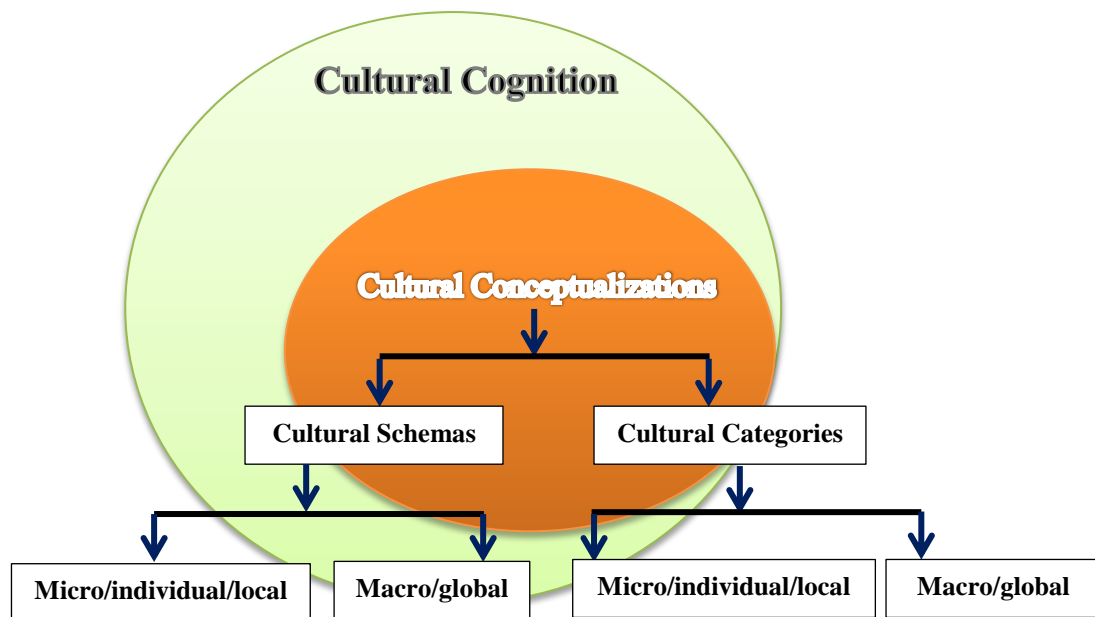 Cultural Cognition
Cultural Conceptualizations
Cultural Schemas
Cultural Categories
Micro/individual/local
Macro/global
Micro/individual/local
Macro/global